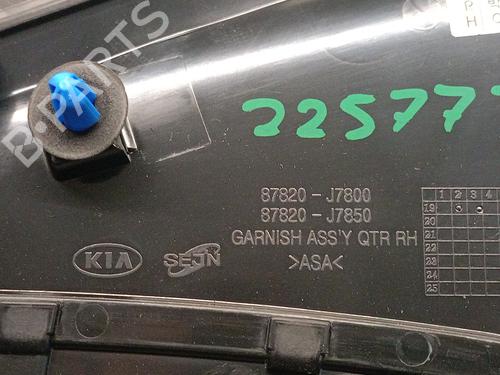 B-PARTS
P
H
22577
87820 - J7800
87820 - J7850
GARNISH ASS'Y QTR RH
>ASA<
KIA
SEJN
1 2 3 4
19
20
21
22
23
24
25